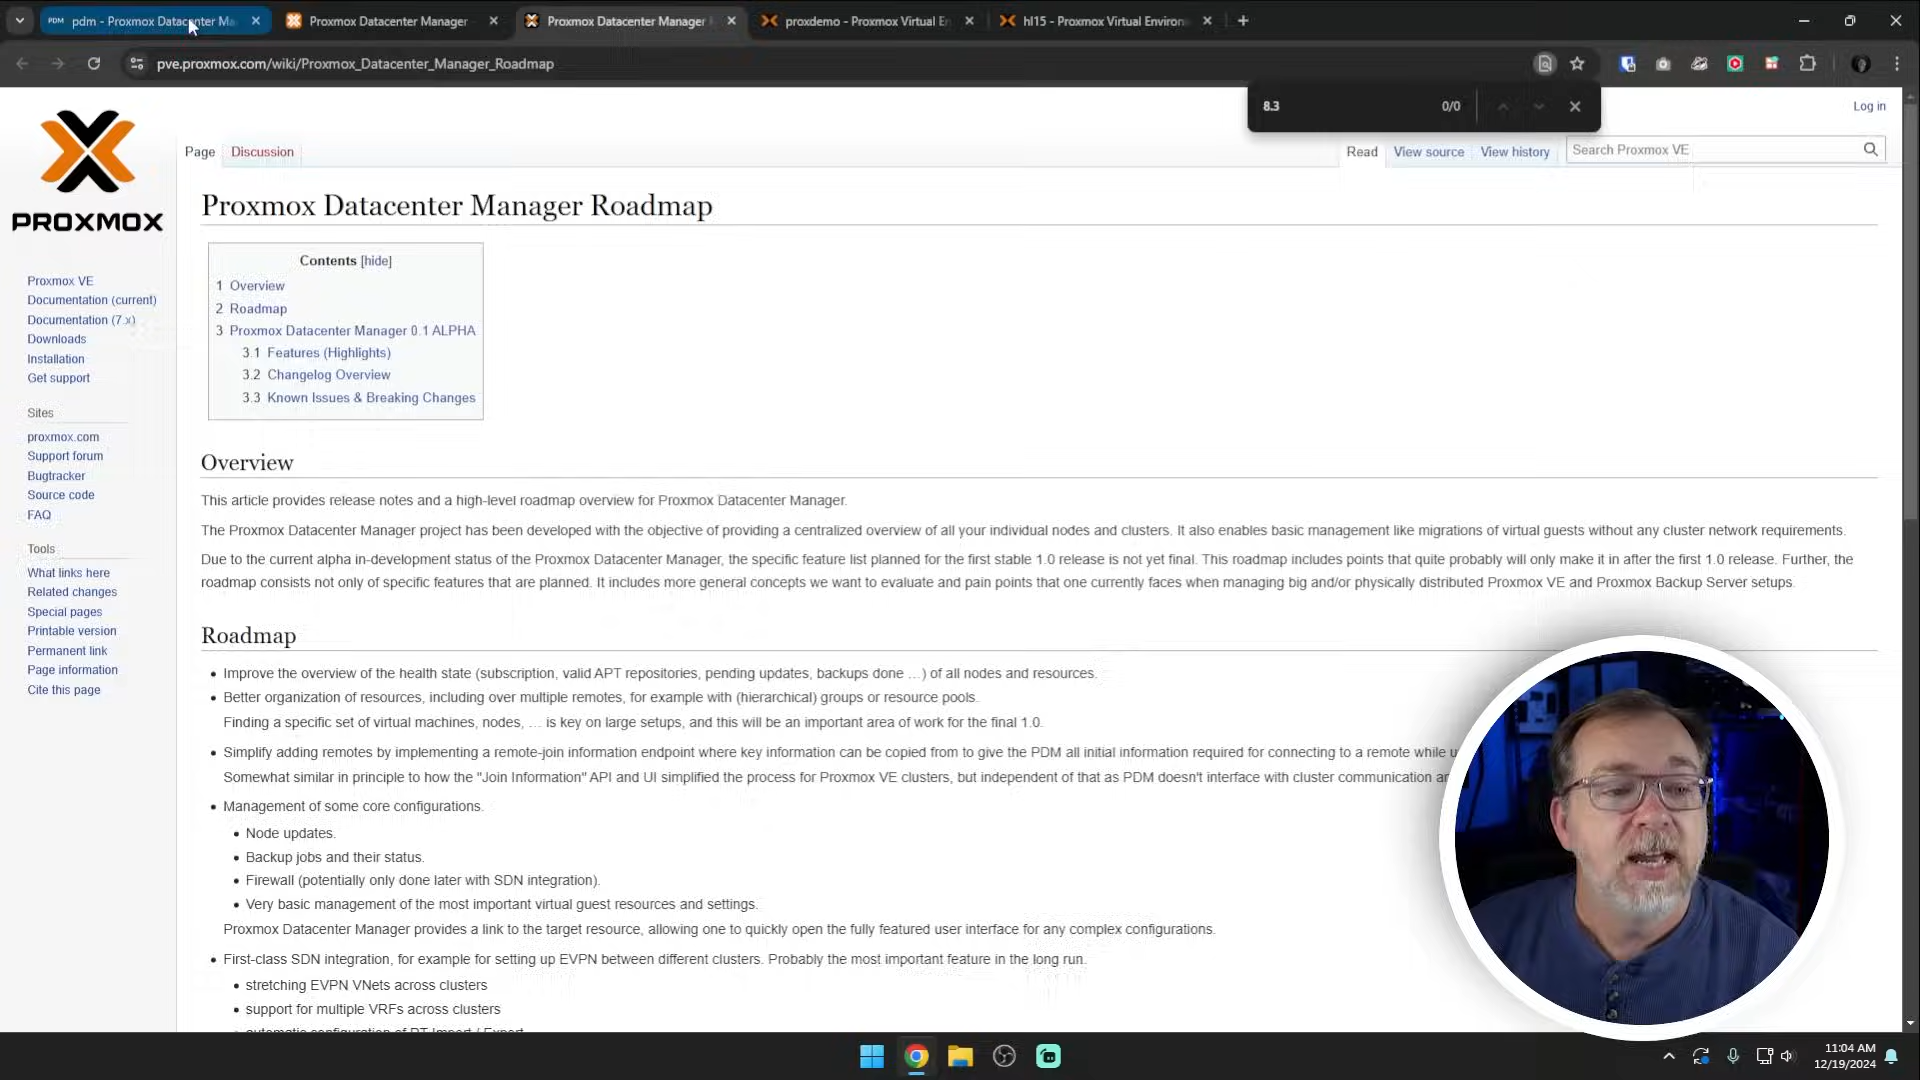 PDM pdm - Proxmox Datacenter Ma
Proxmox Datacenter Manager
Proxmox Datacenter Manager
proxdemo - Proxmox Virtual En
hl15 - Proxmox Virtual Environ
pve.proxmox.com/wiki/Proxmox_Datacenter_Manager_Roadmap
8.3 0/0
Log in
PROXMOX
Page Discussion Read View source View history Search Proxmox VE
Proxmox Datacenter Manager Roadmap
Contents [hide]
1 Overview
2 Roadmap
3 Proxmox Datacenter Manager 0.1 ALPHA
3.1 Features (Highlights)
3.2 Changelog Overview
3.3 Known Issues & Breaking Changes
Proxmox VE
Documentation (current)
Documentation (7.x)
Downloads
Installation
Get support
Sites
proxmox.com
Support forum
Bugtracker
Source code
FAQ
Tools
What links here
Related changes
Special pages
Printable version
Permanent link
Page information
Cite this page
Overview
This article provides release notes and a high-level roadmap overview for Proxmox Datacenter Manager.
The Proxmox Datacenter Manager project has been developed with the objective of providing a centralized overview of all your individual nodes and clusters. It also enables basic management like migrations of virtual guests without any cluster network requirements.
Due to the current alpha in-development status of the Proxmox Datacenter Manager, the specific feature list planned for the first stable 1.0 release is not yet final. This roadmap includes points that quite probably will only make it in after the first 1.0 release. Further, the
roadmap consists not only of specific features that are planned. It includes more general concepts we want to evaluate and pain points that one currently faces when managing big and/or physically distributed Proxmox VE and Proxmox Backup Server setups.
Roadmap
• Improve the overview of the health state (subscription, valid APT repositories, pending updates, backups done …) of all nodes and resources.
• Better organization of resources, including over multiple remotes, for example with (hierarchical) groups or resource pools.
Finding a specific set of virtual machines, nodes, … is key on large setups, and this will be an important area of work for the final 1.0.
• Simplify adding remotes by implementing a remote-join information endpoint where key information can be copied from to give the PDM all initial information required for connecting to a remote while u
Somewhat similar in principle to how the "Join Information" API and UI simplified the process for Proxmox VE clusters, but independent of that as PDM doesn't interface with cluster communication an
• Management of some core configurations.
• Node updates.
• Backup jobs and their status.
• Firewall (potentially only done later with SDN integration).
• Very basic management of the most important virtual guest resources and settings.
Proxmox Datacenter Manager provides a link to the target resource, allowing one to quickly open the fully featured user interface for any complex configurations.
• First-class SDN integration, for example for setting up EVPN between different clusters. Probably the most important feature in the long run.
• stretching EVPN VNets across clusters
• support for multiple VRFs across clusters
• automatic configuration of RT Import / Export
11:04 AM
12/19/2024